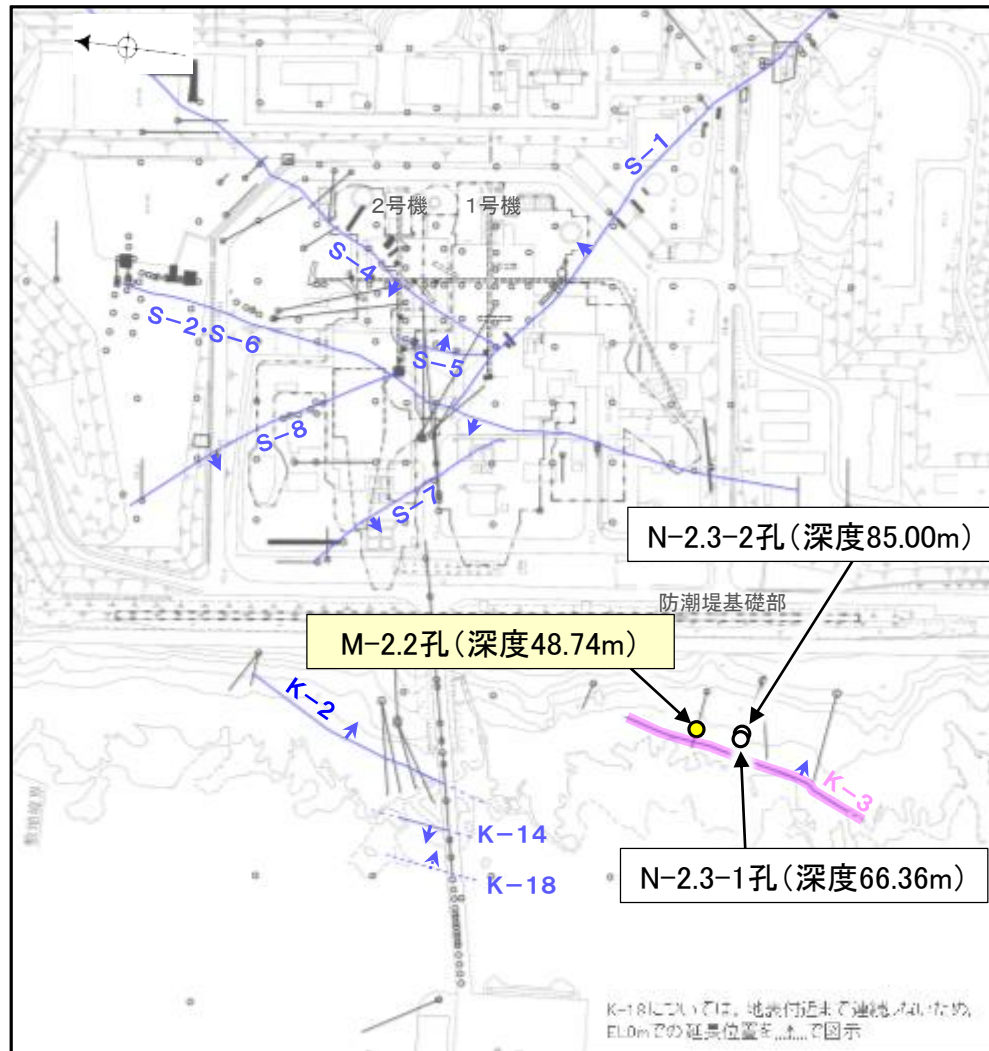 S-1
2号機
1号機
S-4
S-2・S-6
S-5
S-8
S-7
N-2.3-2孔（深度85.00m）
防潮堤基礎部
M-2.2孔（深度48.74m）
K-2
K-3
K-14
K-18
N-2.3-1孔（深度66.36m）
K-18については、地表付近まで連続しないため、
EL0mでの延長位置を で図示